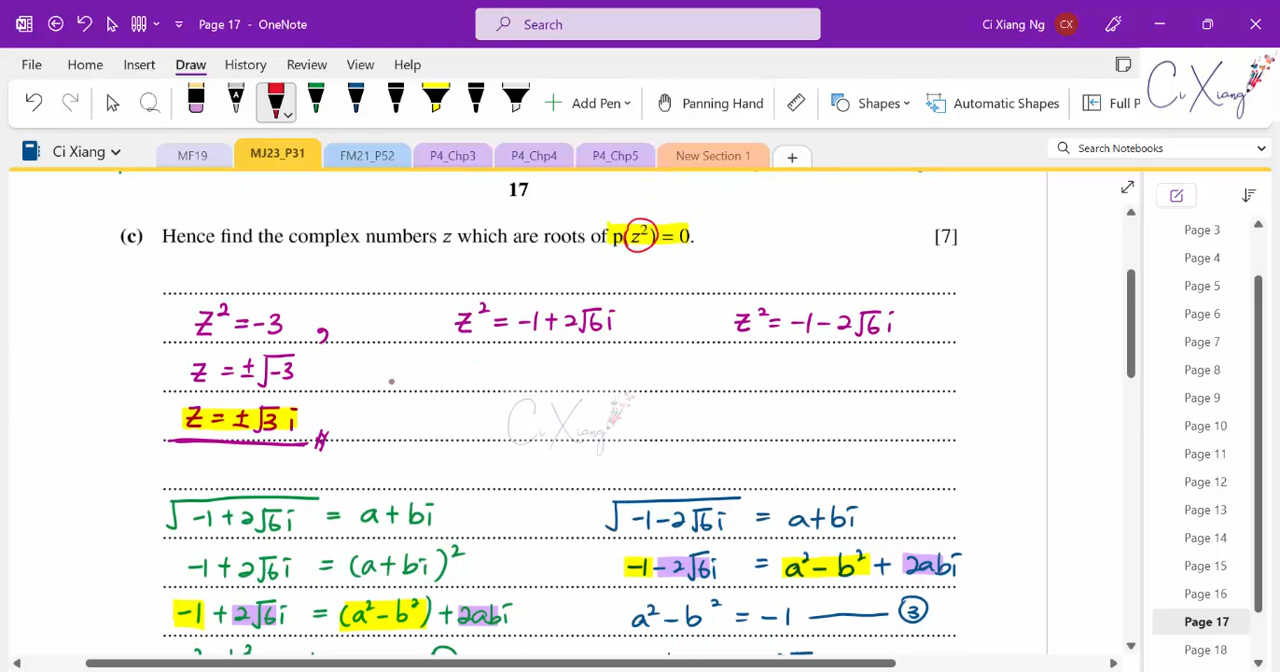 Page 17 - OneNote
Search
Ci Xiang Ng
CX
File Home Insert Draw History Review View Help
Add Pen Panning Hand Shapes Automatic Shapes Full P
Ci Xiang
Ci Xiang MF19 MJ23_P31 FM21_P52 P4_Chp3 P4_Chp4 P4_Chp5 New Section 1 +
Search Notebooks
17
(c) Hence find the complex numbers z which are roots of p(z²) = 0. [7]
z² = -3 , z² = -1 + 2√6 i z² = -1 - 2√6 i
z = ±√-3
z = ±√3 i #
Ci Xiang
√(-1 + 2√6 i) = a + bi √(-1 - 2√6 i) = a + bi
-1 + 2√6 i = (a + bi)² -1 - 2√6 i = a² - b² + 2abi
-1 + 2√6 i = (a² - b²) + 2abi a² - b² = -1 ③
Page 3
Page 4
Page 5
Page 6
Page 7
Page 8
Page 9
Page 10
Page 11
Page 12
Page 13
Page 14
Page 15
Page 16
Page 17
Page 18